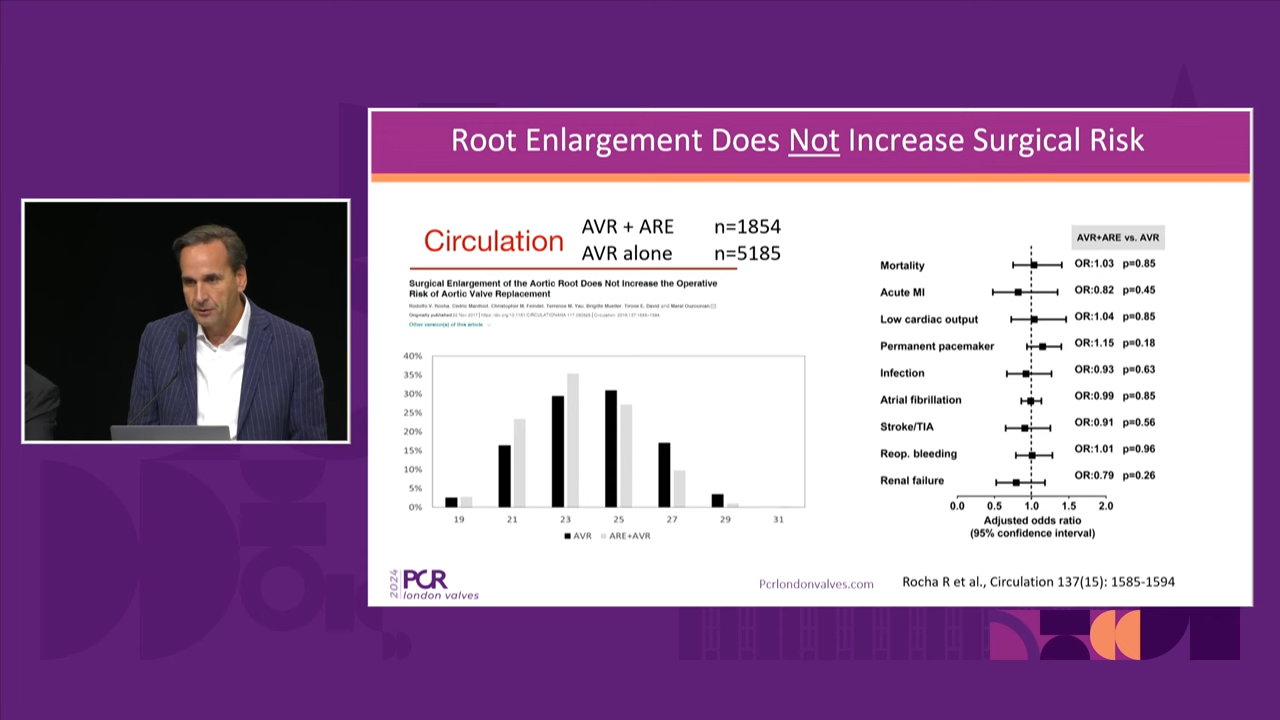 Root Enlargement Does Not Increase Surgical Risk
Circulation
AVR + ARE n=1854
AVR alone n=5185
Surgical Enlargement of the Aortic Root Does Not Increase the Operative
Risk of Aortic Valve Replacement
Other version(s) of this article
40%
35%
30%
25%
20%
15%
10%
5%
0%
19 21 23 25 27 29 31
AVR ARE+AVR
AVR+ARE vs. AVR
Mortality OR:1.03 p=0.85
Acute MI OR:0.82 p=0.45
Low cardiac output OR:1.04 p=0.85
Permanent pacemaker OR:1.15 p=0.18
Infection OR:0.93 p=0.63
Atrial fibrillation OR:0.99 p=0.85
Stroke/TIA OR:0.91 p=0.56
Reop. bleeding OR:1.01 p=0.96
Renal failure OR:0.79 p=0.26
0.0 0.5 1.0 1.5 2.0
Adjusted odds ratio
(95% confidence interval)
2024
PCR
london valves
Pcrlondonvalves.com
Rocha R et al., Circulation 137(15): 1585-1594